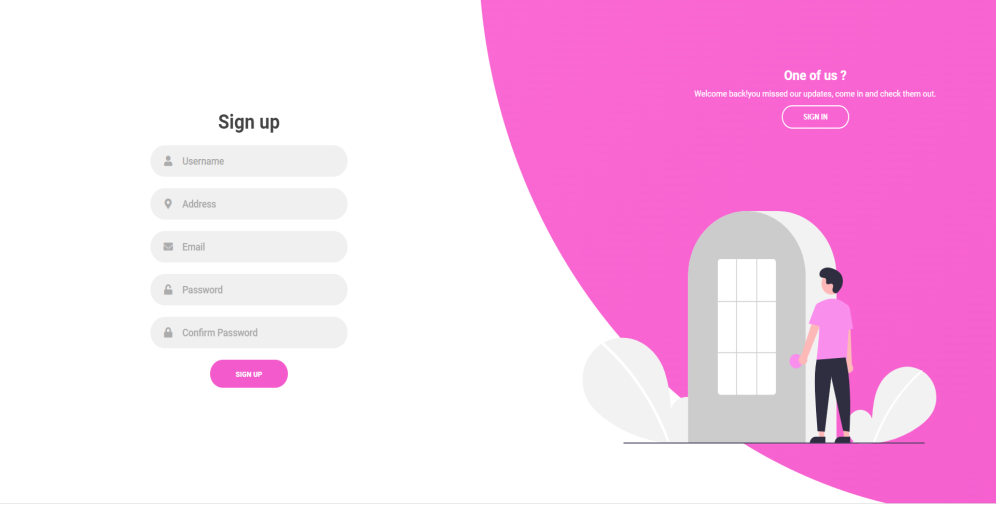 Sign up
Username
Address
Email
Password
Confirm Password
SIGN UP
One of us ?
Welcome back!you missed our updates, come in and check them out.
SIGN IN